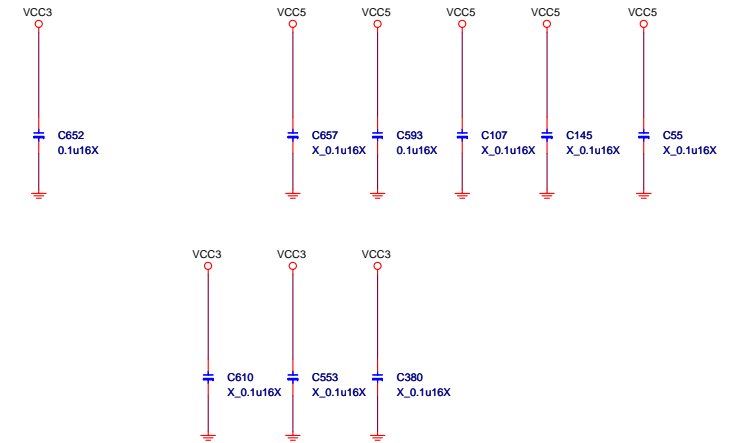 VCC3 VCC5 VCC5 VCC5 VCC5 VCC5
C652 C657 C593 C107 C145 C55
0.1u16X X_0.1u16X 0.1u16X X_0.1u16X X_0.1u16X X_0.1u16X
VCC3 VCC3 VCC3
C610 C553 C380
X_0.1u16X X_0.1u16X X_0.1u16X